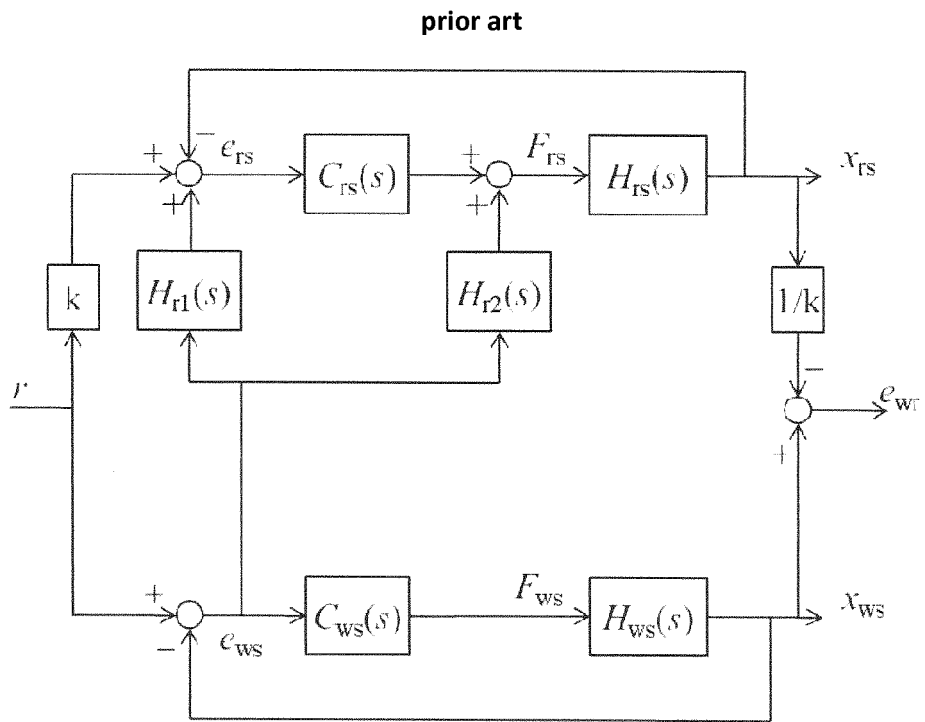 prior art
−
+
e_rs
C_rs(s)
+
F_rs
H_rs(s)
x_rs
+
+
k
H_r1(s)
H_r2(s)
1/k
r
−
e_wr
+
+
−
e_ws
C_ws(s)
F_ws
H_ws(s)
x_ws